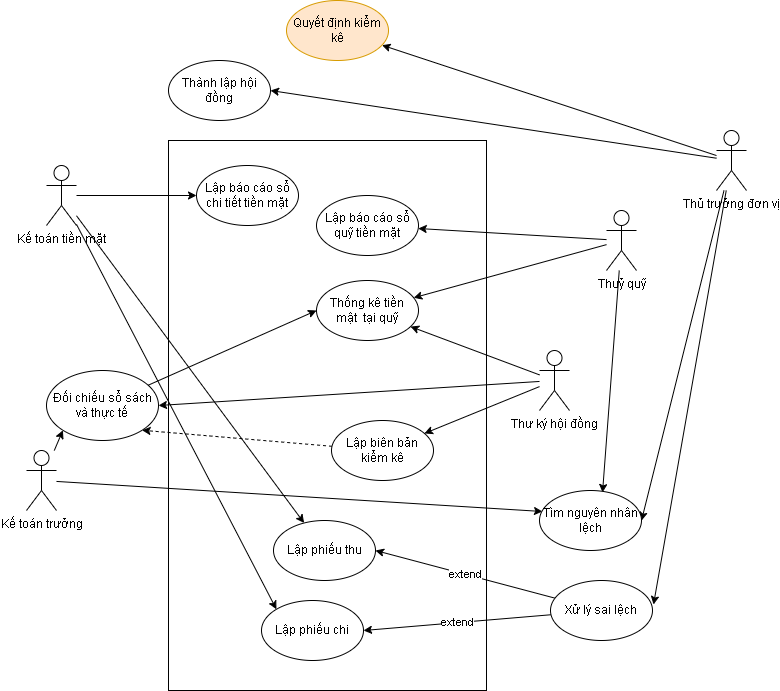 Quyết định kiểm
kê
Thành lập hội
đồng
Thủ trưởng đơn vị
Kế toán tiền mặt
Lập báo cáo sổ
chi tiết tiền mặt
Lập báo cáo sổ
quỹ tiền mặt
Thuỷ quỹ
Thống kê tiền
mật tại quỹ
Đối chiếu sổ sách
và thực tế
Thư ký hội đồng
Lập biên bản
kiểm kê
Kế toán trưởng
Tìm nguyên nhân
lệch
Lập phiếu thu
extend
Xử lý sai lệch
extend
Lập phiếu chi